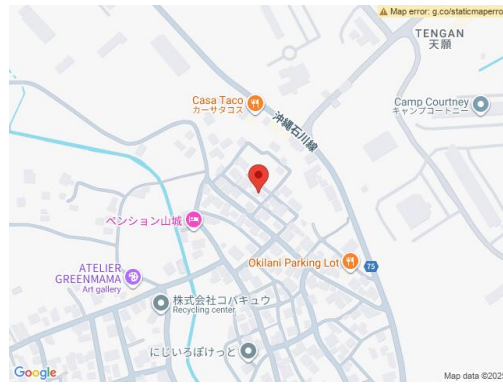 Map error: g.co/staticmaperro
TENGAN
天願
Casa Taco
カーサタコス
Camp Courtney
キャンプコートニー
沖縄石川線
ペンション山城
Okilani Parking Lot
75
ATELIER
GREENMAMA
Art gallery
株式会社コバキュウ
Recycling center
にじいろぽけっと
Google
Map data ©202